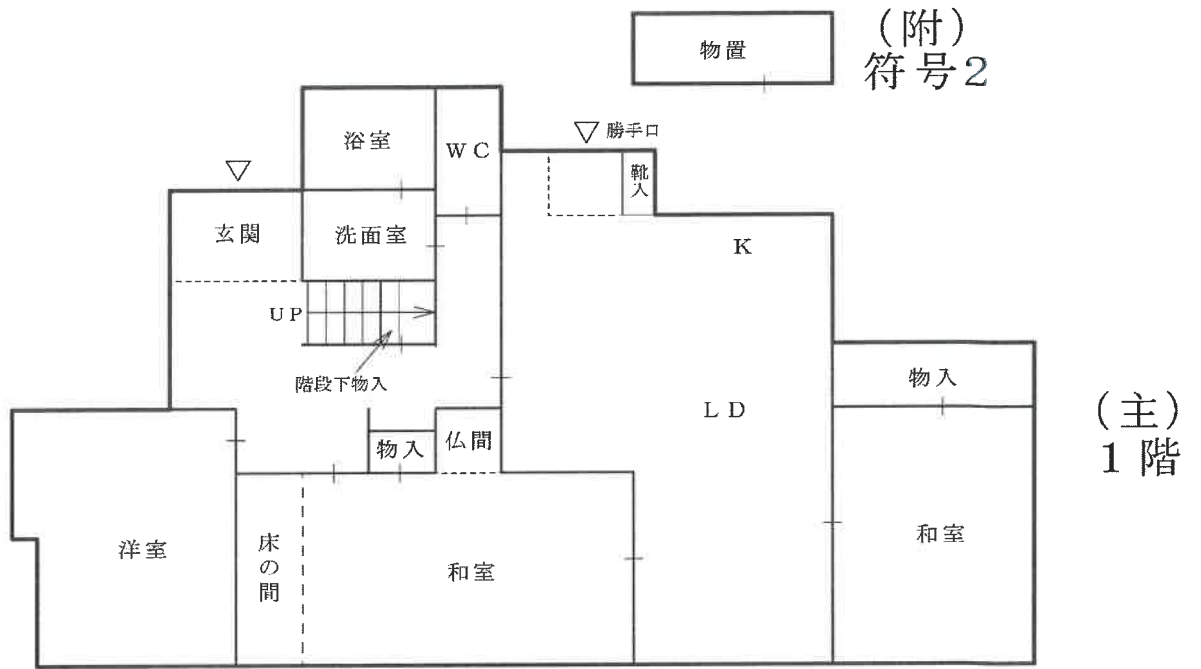 物置
(附)
符号2
浴室
WC
勝手口
靴入
玄関
洗面室
K
UP
階段下物入
物入
LD
(主)
1階
物入
仏間
洋室
床の間
和室
和室